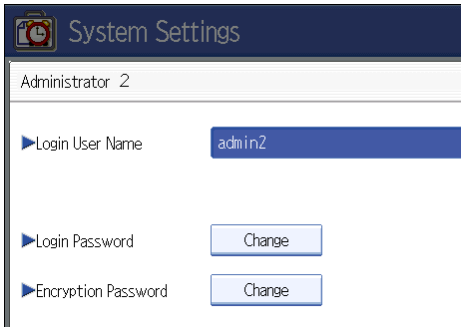 System Settings
Administrator 2
Login User Name admin2
Login Password Change
Encryption Password Change